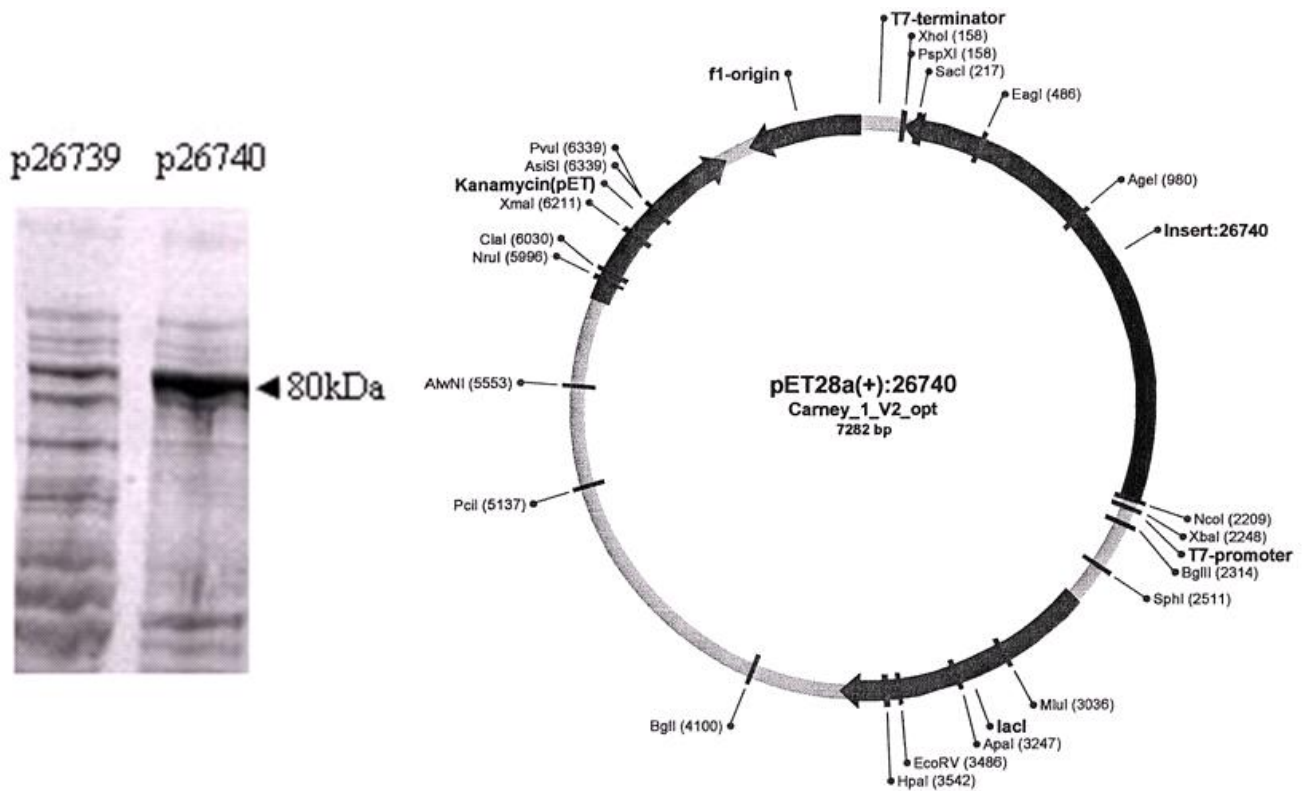 p26739 p26740
80kDa
T7-terminator
XhoI (158)
PspXI (158)
SacI (217)
f1-origin
EagI (486)
PvuI (6339)
AsiSI (6339)
Kanamycin(pET)
XmaI (6211)
ClaI (6030)
NruI (5996)
AgeI (980)
Insert:26740
AlwNI (5553)
pET28a(+):26740
Carney_1_V2_opt
7282 bp
PciI (5137)
NcoI (2209)
XbaI (2248)
T7-promoter
BglII (2314)
SphI (2511)
MluI (3036)
lacI
ApaI (3247)
EcoRV (3486)
HpaI (3542)
BglI (4100)